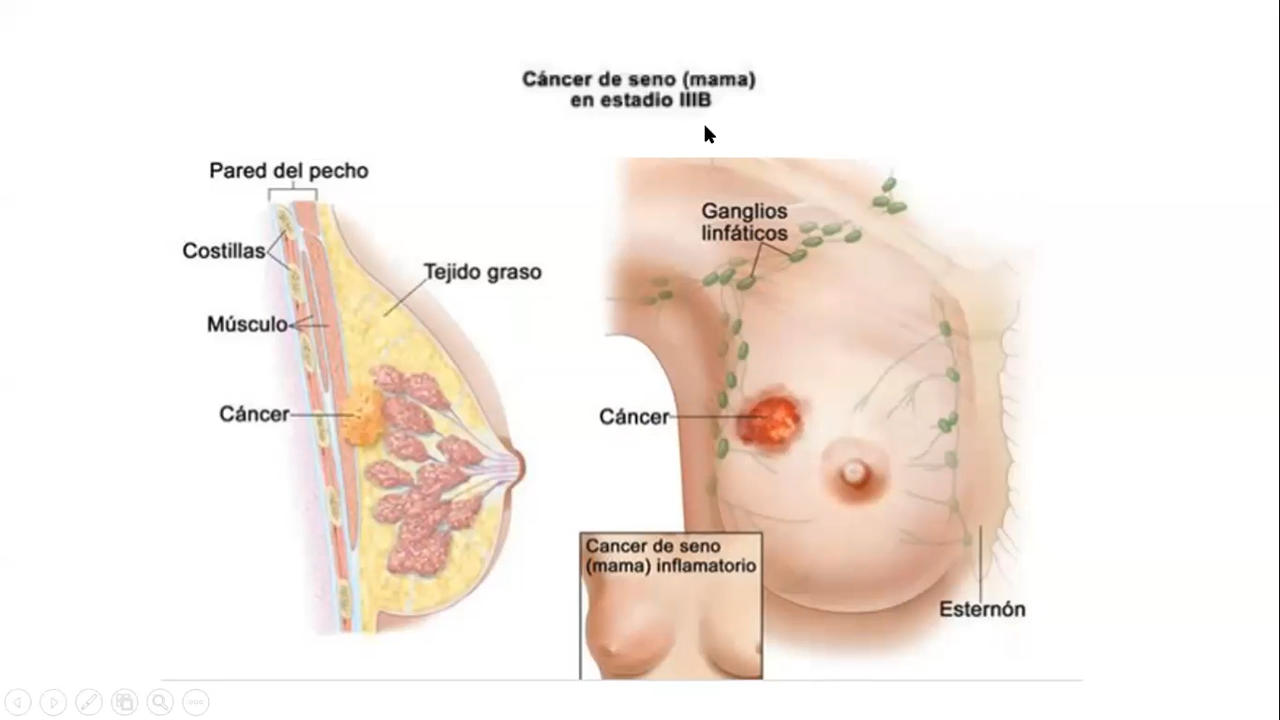 Cáncer de seno (mama)
en estadio IIIB
Pared del pecho
Costillas
Tejido graso
Músculo
Cáncer
Ganglios
linfáticos
Cáncer
Cancer de seno
(mama) inflamatorio
Esternón